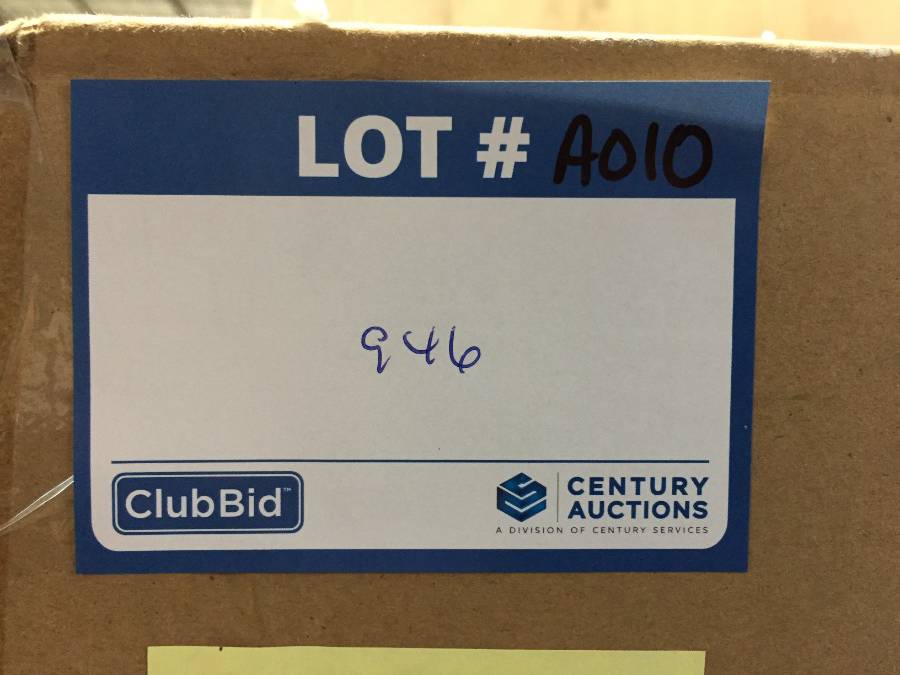 LOT # A010
946
ClubBid™
CENTURY
AUCTIONS
A DIVISION OF CENTURY SERVICES